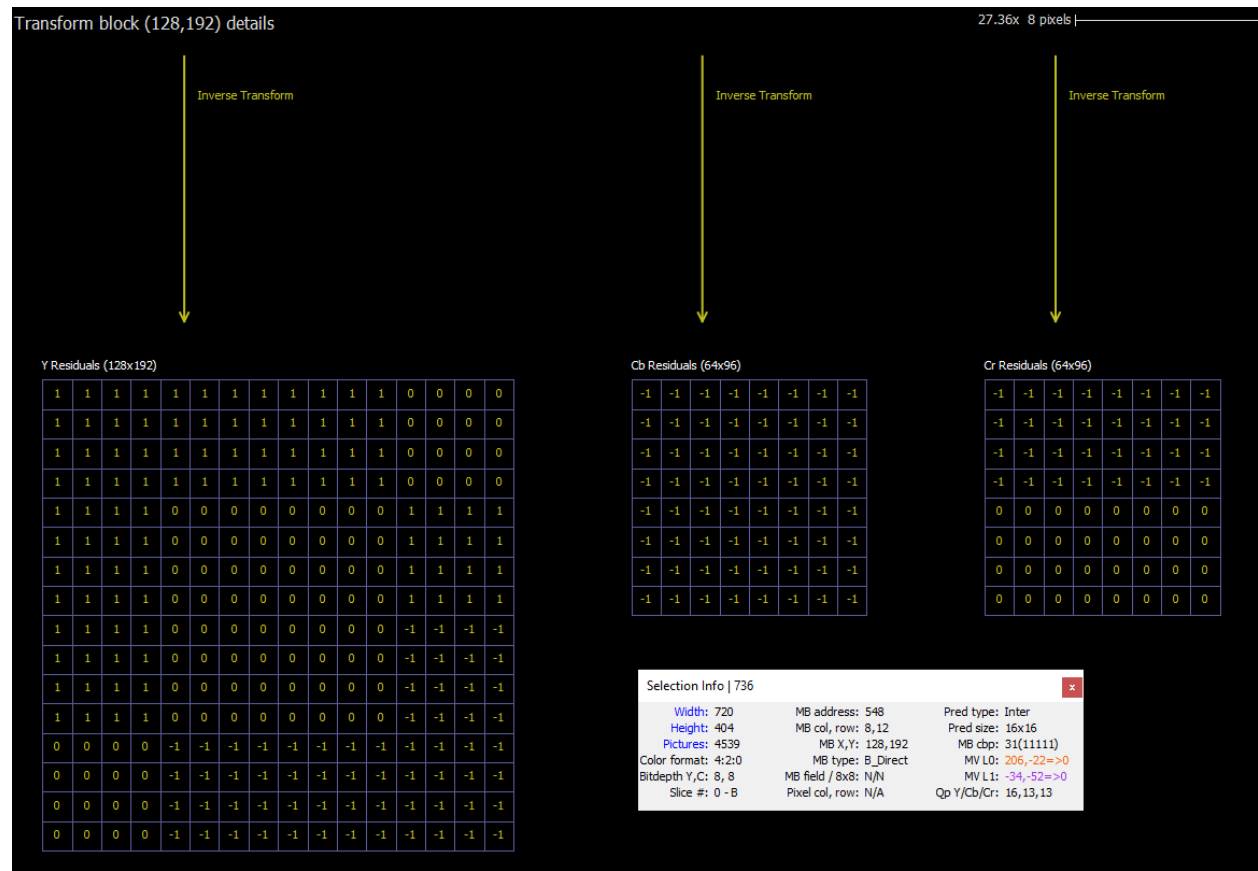 Transform block (128,192) details
27.36x 8 pixels
Inverse Transform Inverse Transform Inverse Transform
Y Residuals (128x192) Cb Residuals (64x96) Cr Residuals (64x96)
1 1 1 1 1 1 1 1 1 1 1 1 0 0 0 0 -1 -1 -1 -1 -1 -1 -1 -1 -1 -1 -1 -1 -1 -1 -1 -1
1 1 1 1 1 1 1 1 1 1 1 1 0 0 0 0 -1 -1 -1 -1 -1 -1 -1 -1 -1 -1 -1 -1 -1 -1 -1 -1
1 1 1 1 1 1 1 1 1 1 1 1 0 0 0 0 -1 -1 -1 -1 -1 -1 -1 -1 -1 -1 -1 -1 -1 -1 -1 -1
1 1 1 1 1 1 1 1 1 1 1 1 0 0 0 0 -1 -1 -1 -1 -1 -1 -1 -1 -1 -1 -1 -1 -1 -1 -1 -1
1 1 1 1 0 0 0 0 0 0 0 0 1 1 1 1 -1 -1 -1 -1 -1 -1 -1 -1 0 0 0 0 0 0 0 0
1 1 1 1 0 0 0 0 0 0 0 0 1 1 1 1 -1 -1 -1 -1 -1 -1 -1 -1 0 0 0 0 0 0 0 0
1 1 1 1 0 0 0 0 0 0 0 0 1 1 1 1 -1 -1 -1 -1 -1 -1 -1 -1 0 0 0 0 0 0 0 0
1 1 1 1 0 0 0 0 0 0 0 0 1 1 1 1 -1 -1 -1 -1 -1 -1 -1 -1 0 0 0 0 0 0 0 0
1 1 1 1 0 0 0 0 0 0 0 0 -1 -1 -1 -1
1 1 1 1 0 0 0 0 0 0 0 0 -1 -1 -1 -1
1 1 1 1 0 0 0 0 0 0 0 0 -1 -1 -1 -1
1 1 1 1 0 0 0 0 0 0 0 0 -1 -1 -1 -1
0 0 0 0 -1 -1 -1 -1 -1 -1 -1 -1 -1 -1 -1 -1
0 0 0 0 -1 -1 -1 -1 -1 -1 -1 -1 -1 -1 -1 -1
0 0 0 0 -1 -1 -1 -1 -1 -1 -1 -1 -1 -1 -1 -1
0 0 0 0 -1 -1 -1 -1 -1 -1 -1 -1 -1 -1 -1 -1
Selection Info | 736 x
Width: 720 MB address: 548 Pred type: Inter
Height: 404 MB col, row: 8,12 Pred size: 16x16
Pictures: 4539 MB X,Y: 128,192 MB cbp: 31(11111)
Color format: 4:2:0 MB type: B_Direct MV L0: 206,-22=>0
Bitdepth Y,C: 8, 8 MB field / 8x8: N/N MV L1: -34,-52=>0
Slice #: 0 - B Pixel col, row: N/A Qp Y/Cb/Cr: 16,13,13